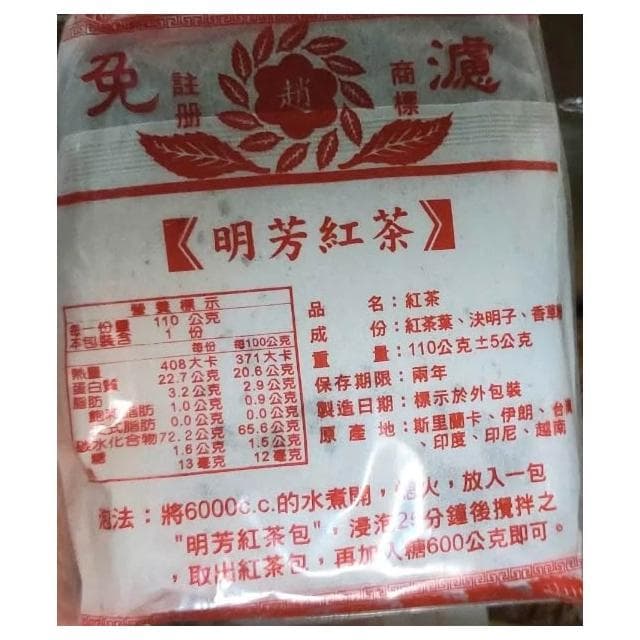 免 註册 趙 商標 濾
【明芳紅茶】
營養標示
每一份量 110 公克
本包裝含 1 份
每份 每100公克
熱量 408大卡 371大卡
蛋白質 22.7公克 20.6公克
脂肪 3.2公克 2.9公克
飽和脂肪 1.0公克 0.9公克
式脂肪 0.0公克 0.0公克
碳水化合物 72.2公克 65.6公克
糖 1.6公克 1.5公克
13毫克 12毫克
品 名：紅茶
成 份：紅茶葉、決明子、香草
重 量：110公克±5公克
保存期限：兩年
製造日期：標示於外包裝
原 產 地：斯里蘭卡、伊朗、台灣
、印度、印尼、越南
泡法：將6000c.c.的水煮開，熄火，放入一包
"明芳紅茶包"，浸泡25分鐘後攪拌之
，取出紅茶包，再加入糖600公克即可。